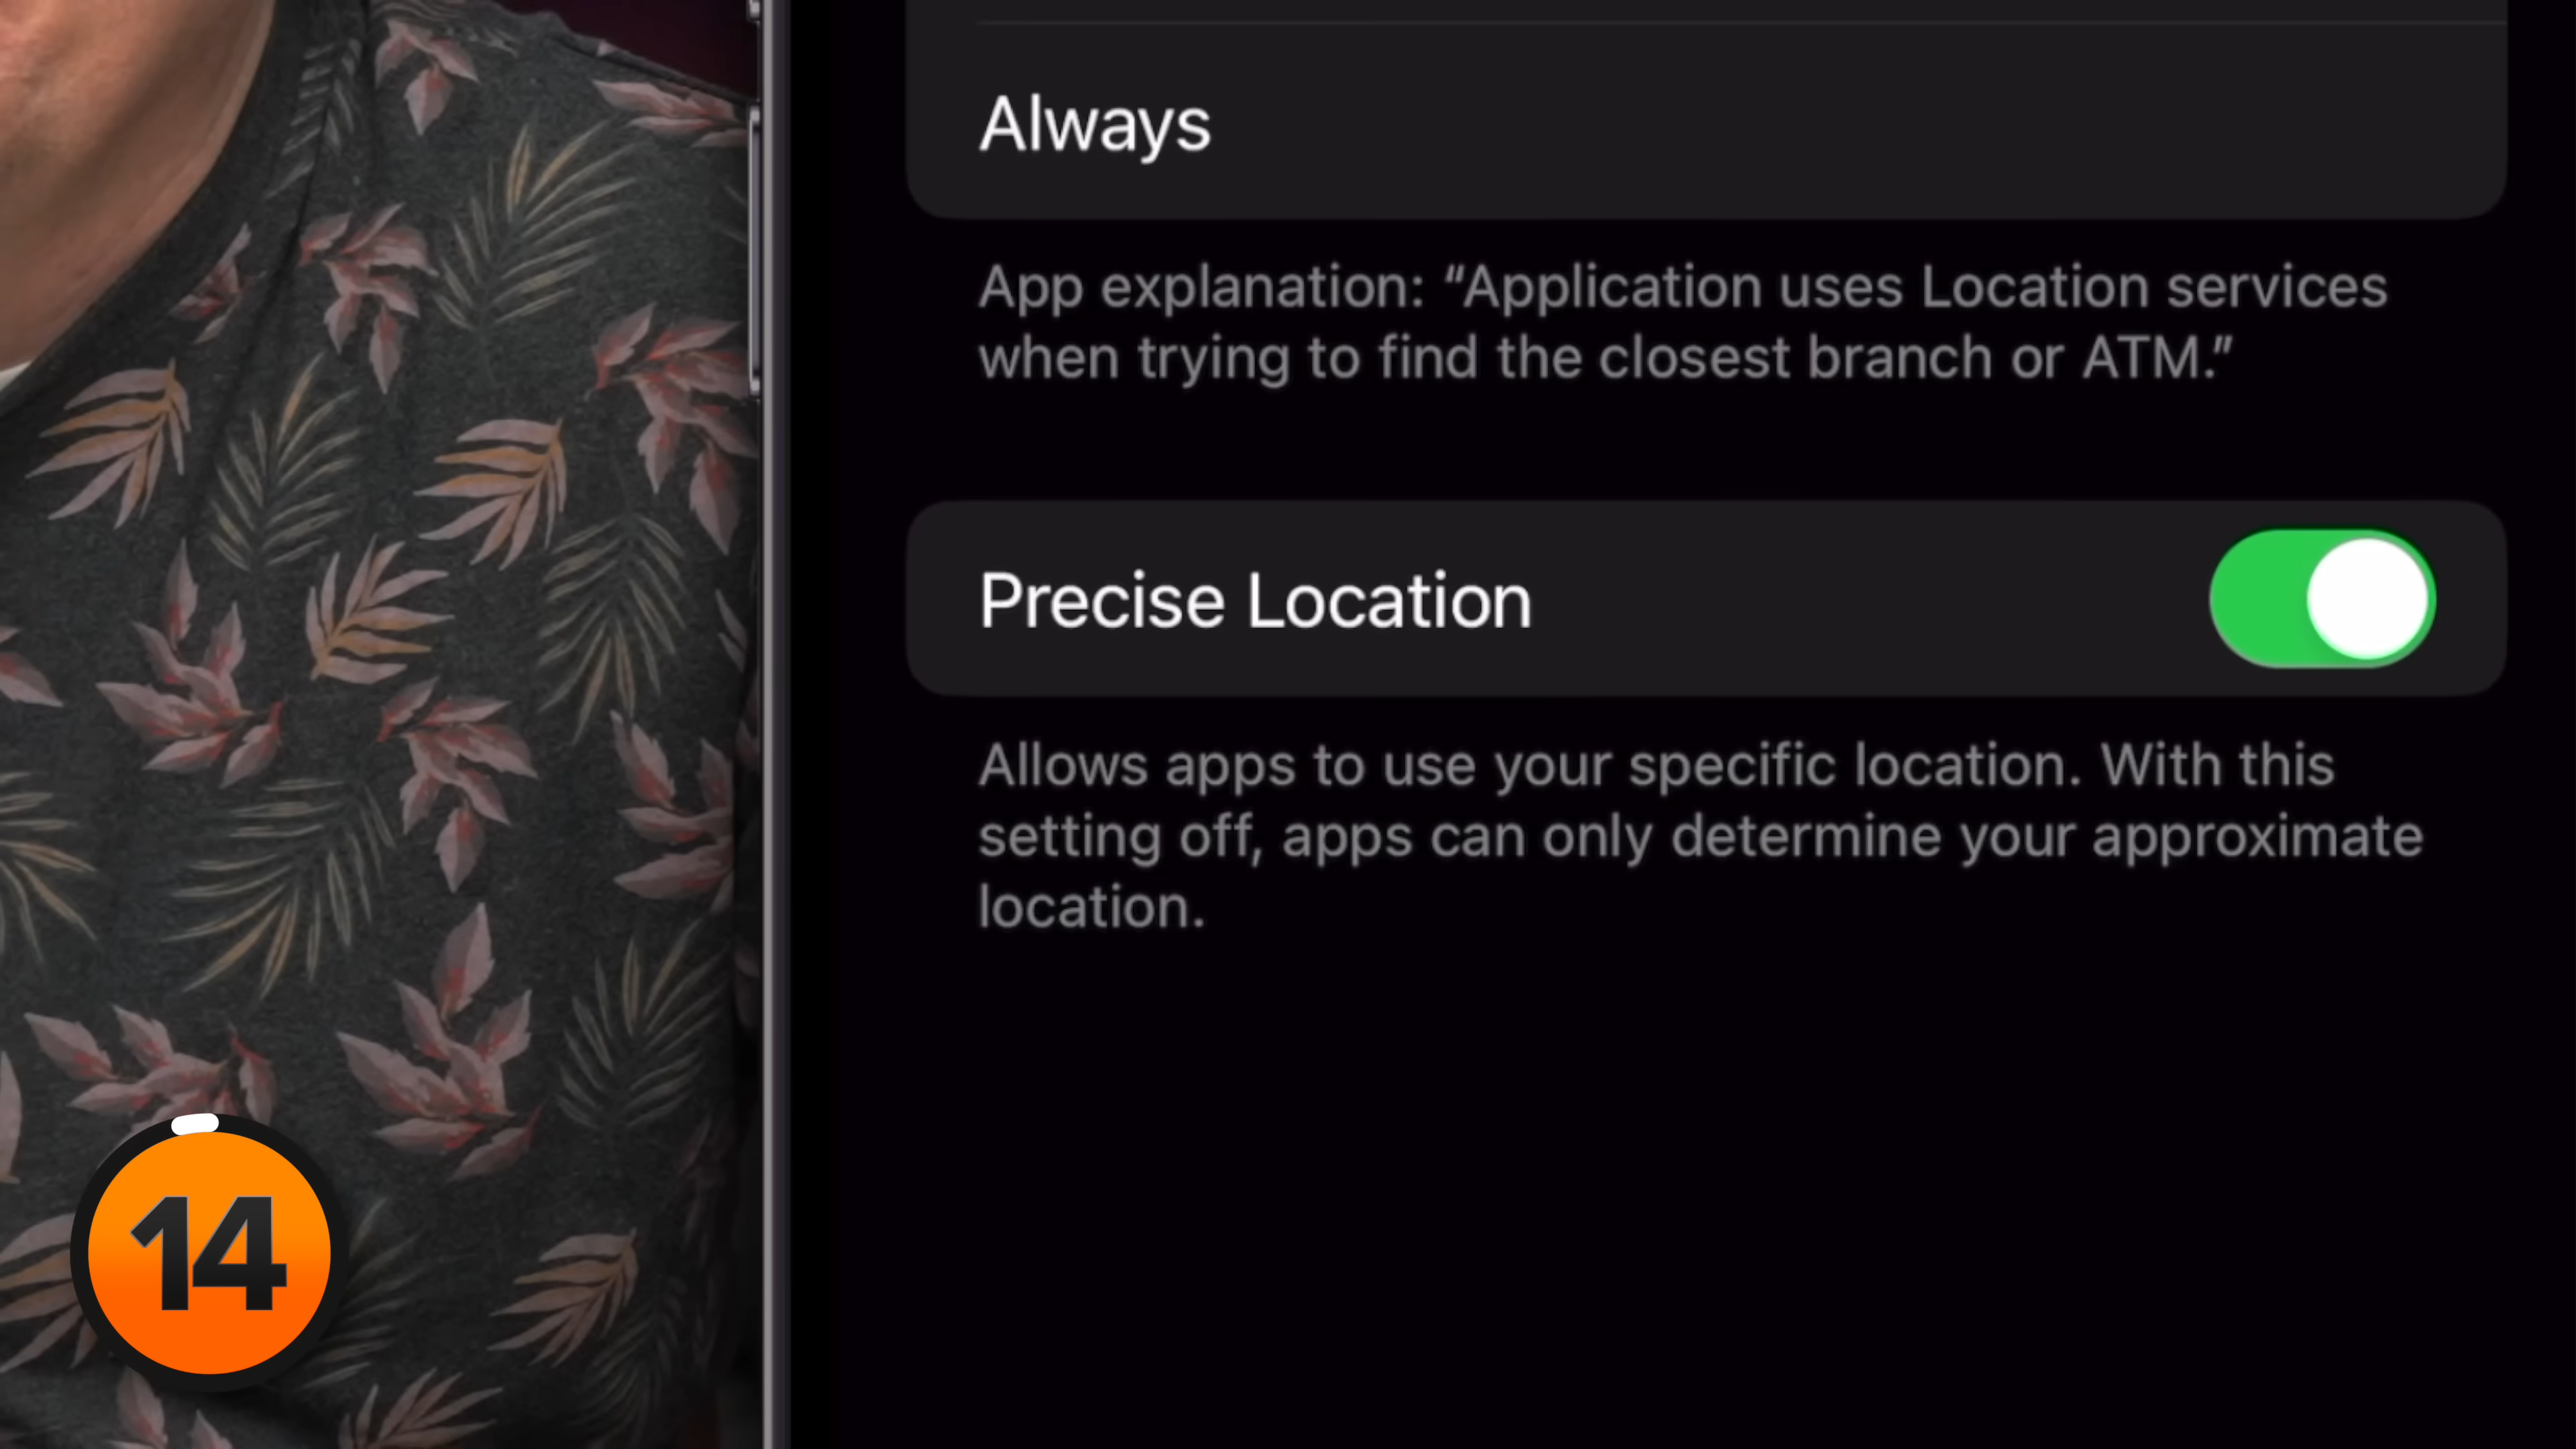 Always
App explanation: “Application uses Location services
when trying to find the closest branch or ATM.”
Precise Location
Allows apps to use your specific location. With this
setting off, apps can only determine your approximate
location.
14